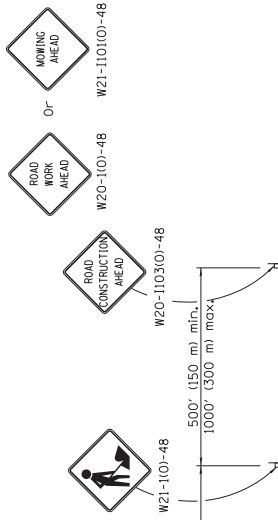 MOWING
AHEAD
W21-I101(O)-48
Or
ROAD
WORK
AHEAD
W20-1(O)-48
ROAD
CONSTRUCTION
AHEAD
W20-I103(O)-48
W21-1(O)-48
500' (150 m) min.
1000' (300 m) max.